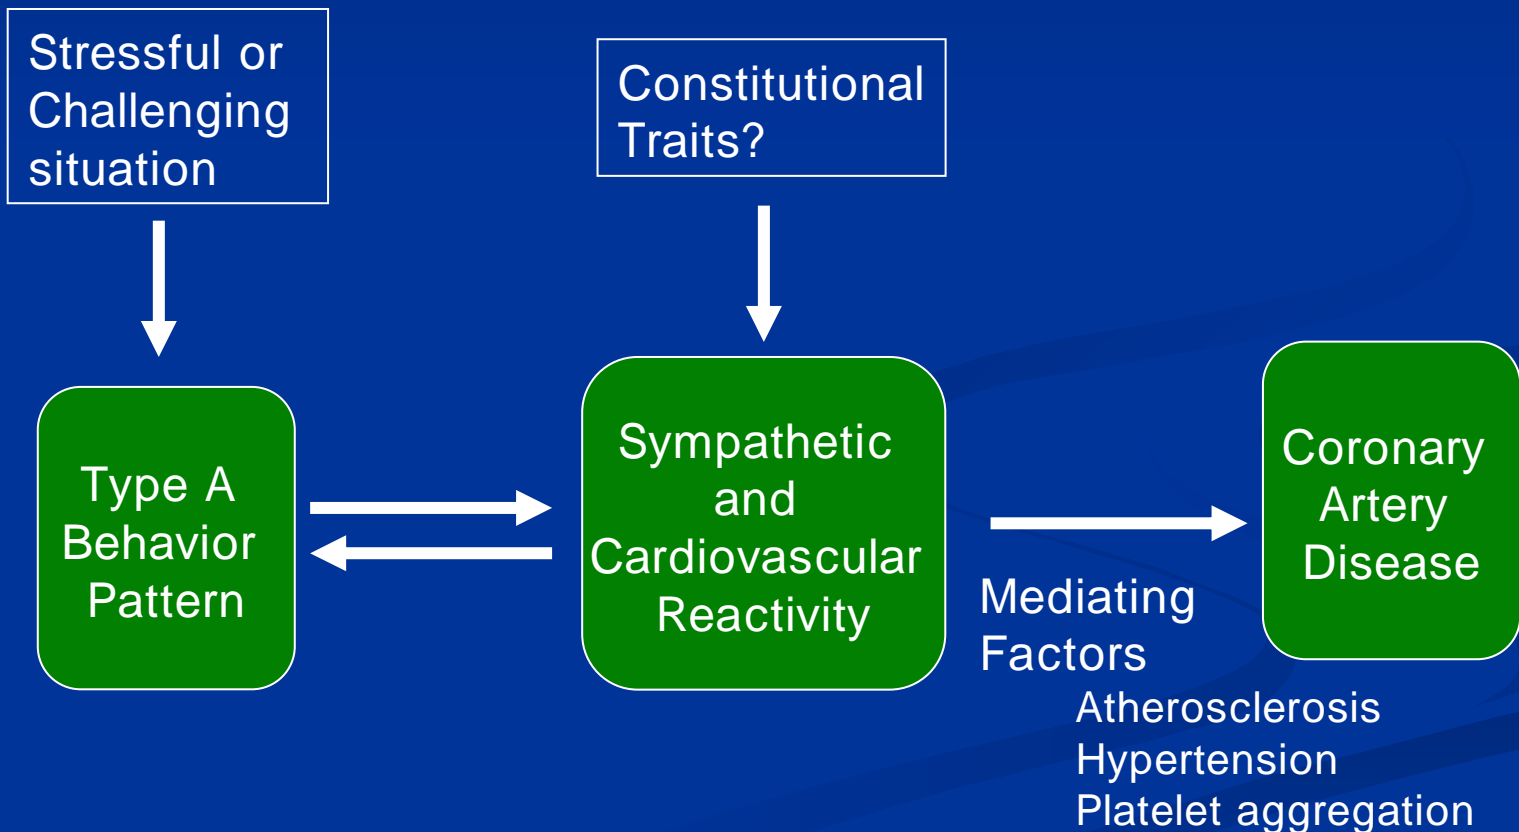 Stressful or
Challenging
situation
Constitutional
Traits?
Type A
Behavior
Pattern
Sympathetic
and
Cardiovascular
Reactivity
Coronary
Artery
Disease
Mediating
Factors
Atherosclerosis
Hypertension
Platelet aggregation